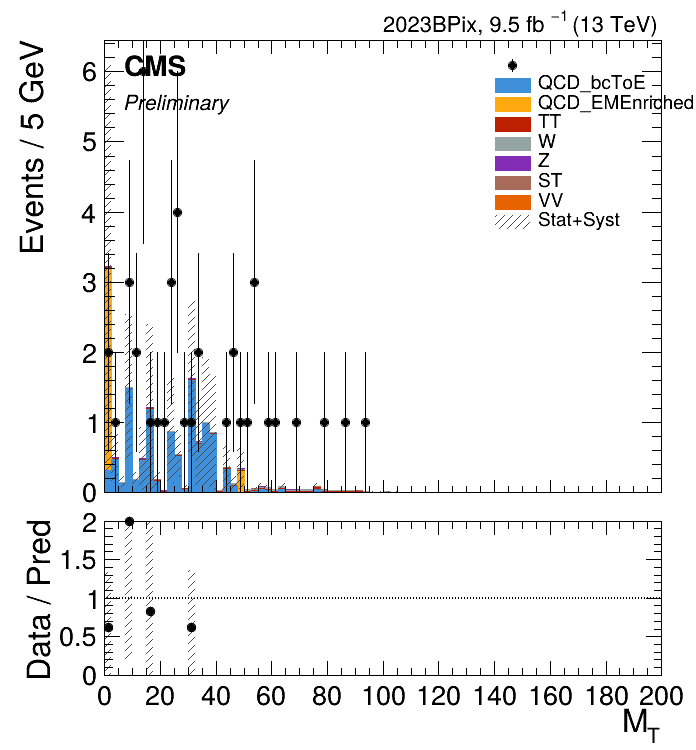 2023BPix, 9.5 fb ⁻¹ (13 TeV)
CMS
Preliminary
QCD_bcToE
QCD_EMEnriched
TT
W
Z
ST
VV
Stat+Syst
Events / 5 GeV
6
5
4
3
2
1
0
Data / Pred
2
1.5
1
0.5
0
0 20 40 60 80 100 120 140 160 180 200
M_T